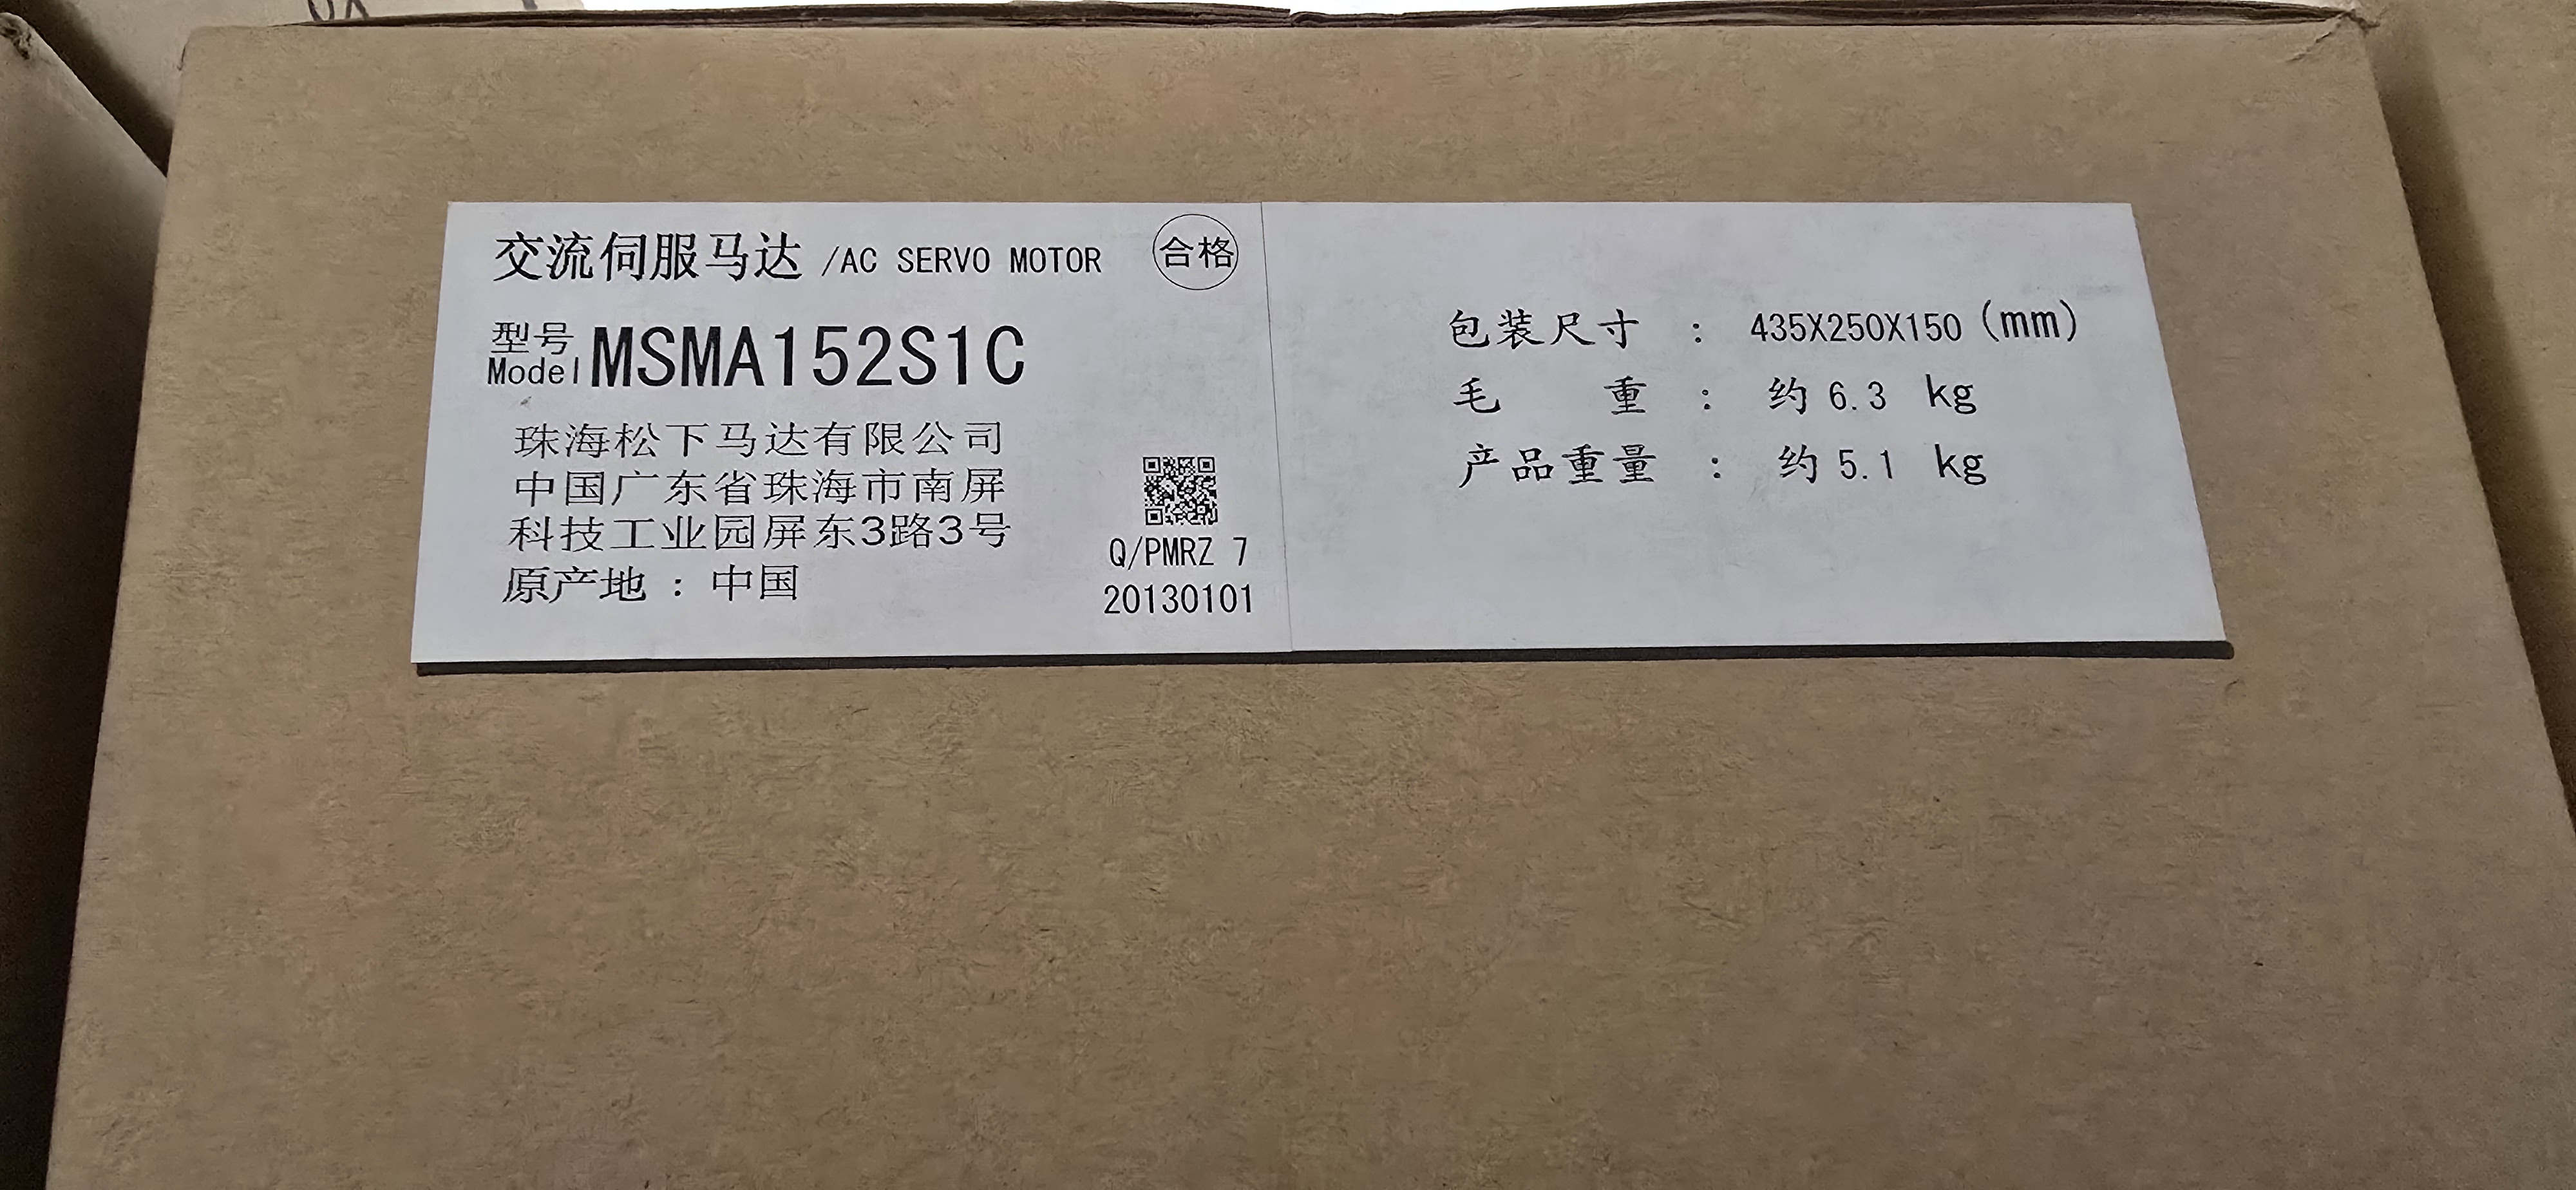 交流伺服马达 /AC SERVO MOTOR 合格
型号
Model MSMA152S1C
珠海松下马达有限公司
中国广东省珠海市南屏
科技工业园屏东3路3号
原产地 : 中国
Q/PMRZ 7
20130101
包装尺寸 : 435X250X150 (mm)
毛 重 : 约 6.3 kg
产品重量 : 约 5.1 kg